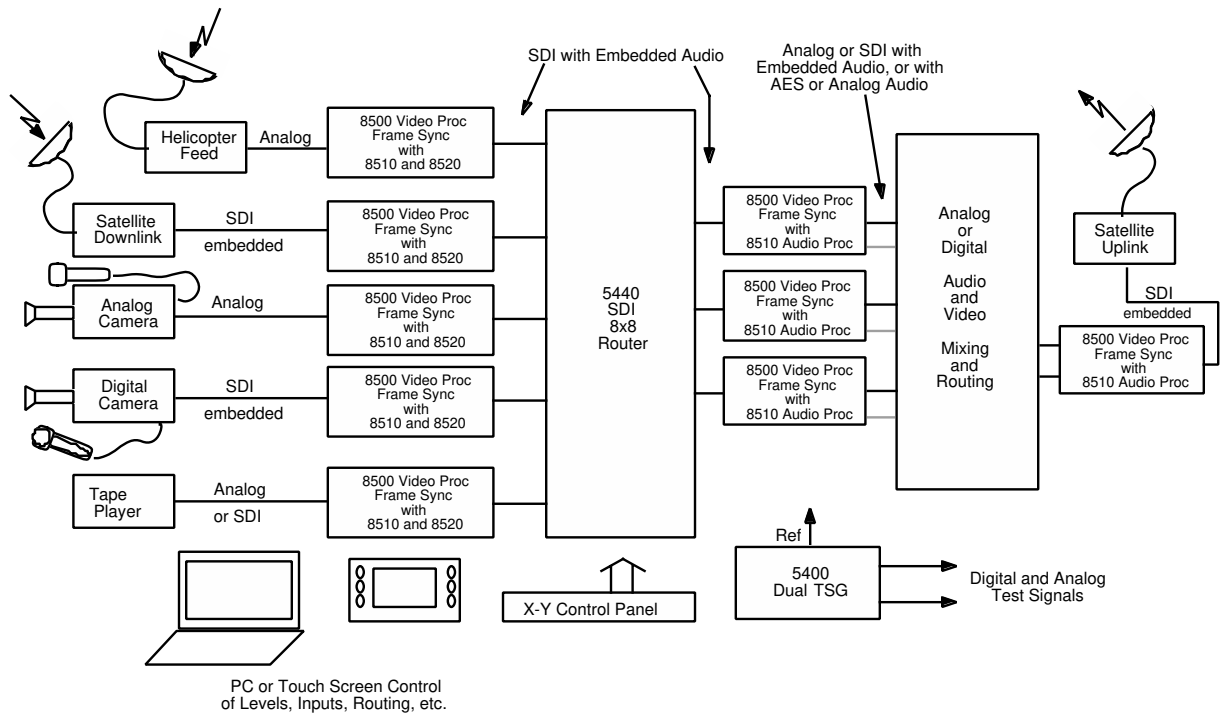 SDI with Embedded Audio
Analog or SDI with
Embedded Audio, or with
AES or Analog Audio
Helicopter
Feed
Analog
8500 Video Proc
Frame Sync
with
8510 and 8520
Satellite
Downlink
SDI
embedded
8500 Video Proc
Frame Sync
with
8510 and 8520
Analog
Camera
Analog
8500 Video Proc
Frame Sync
with
8510 and 8520
Digital
Camera
SDI
embedded
8500 Video Proc
Frame Sync
with
8510 and 8520
Tape
Player
Analog
or SDI
8500 Video Proc
Frame Sync
with
8510 and 8520
5440
SDI
8x8
Router
8500 Video Proc
Frame Sync
with
8510 Audio Proc
8500 Video Proc
Frame Sync
with
8510 Audio Proc
8500 Video Proc
Frame Sync
with
8510 Audio Proc
Analog
or
Digital
Audio
and
Video
Mixing
and
Routing
Satellite
Uplink
SDI
embedded
8500 Video Proc
Frame Sync
with
8510 Audio Proc
X-Y Control Panel
Ref
5400
Dual TSG
Digital and Analog
Test Signals
PC or Touch Screen Control
of Levels, Inputs, Routing, etc.